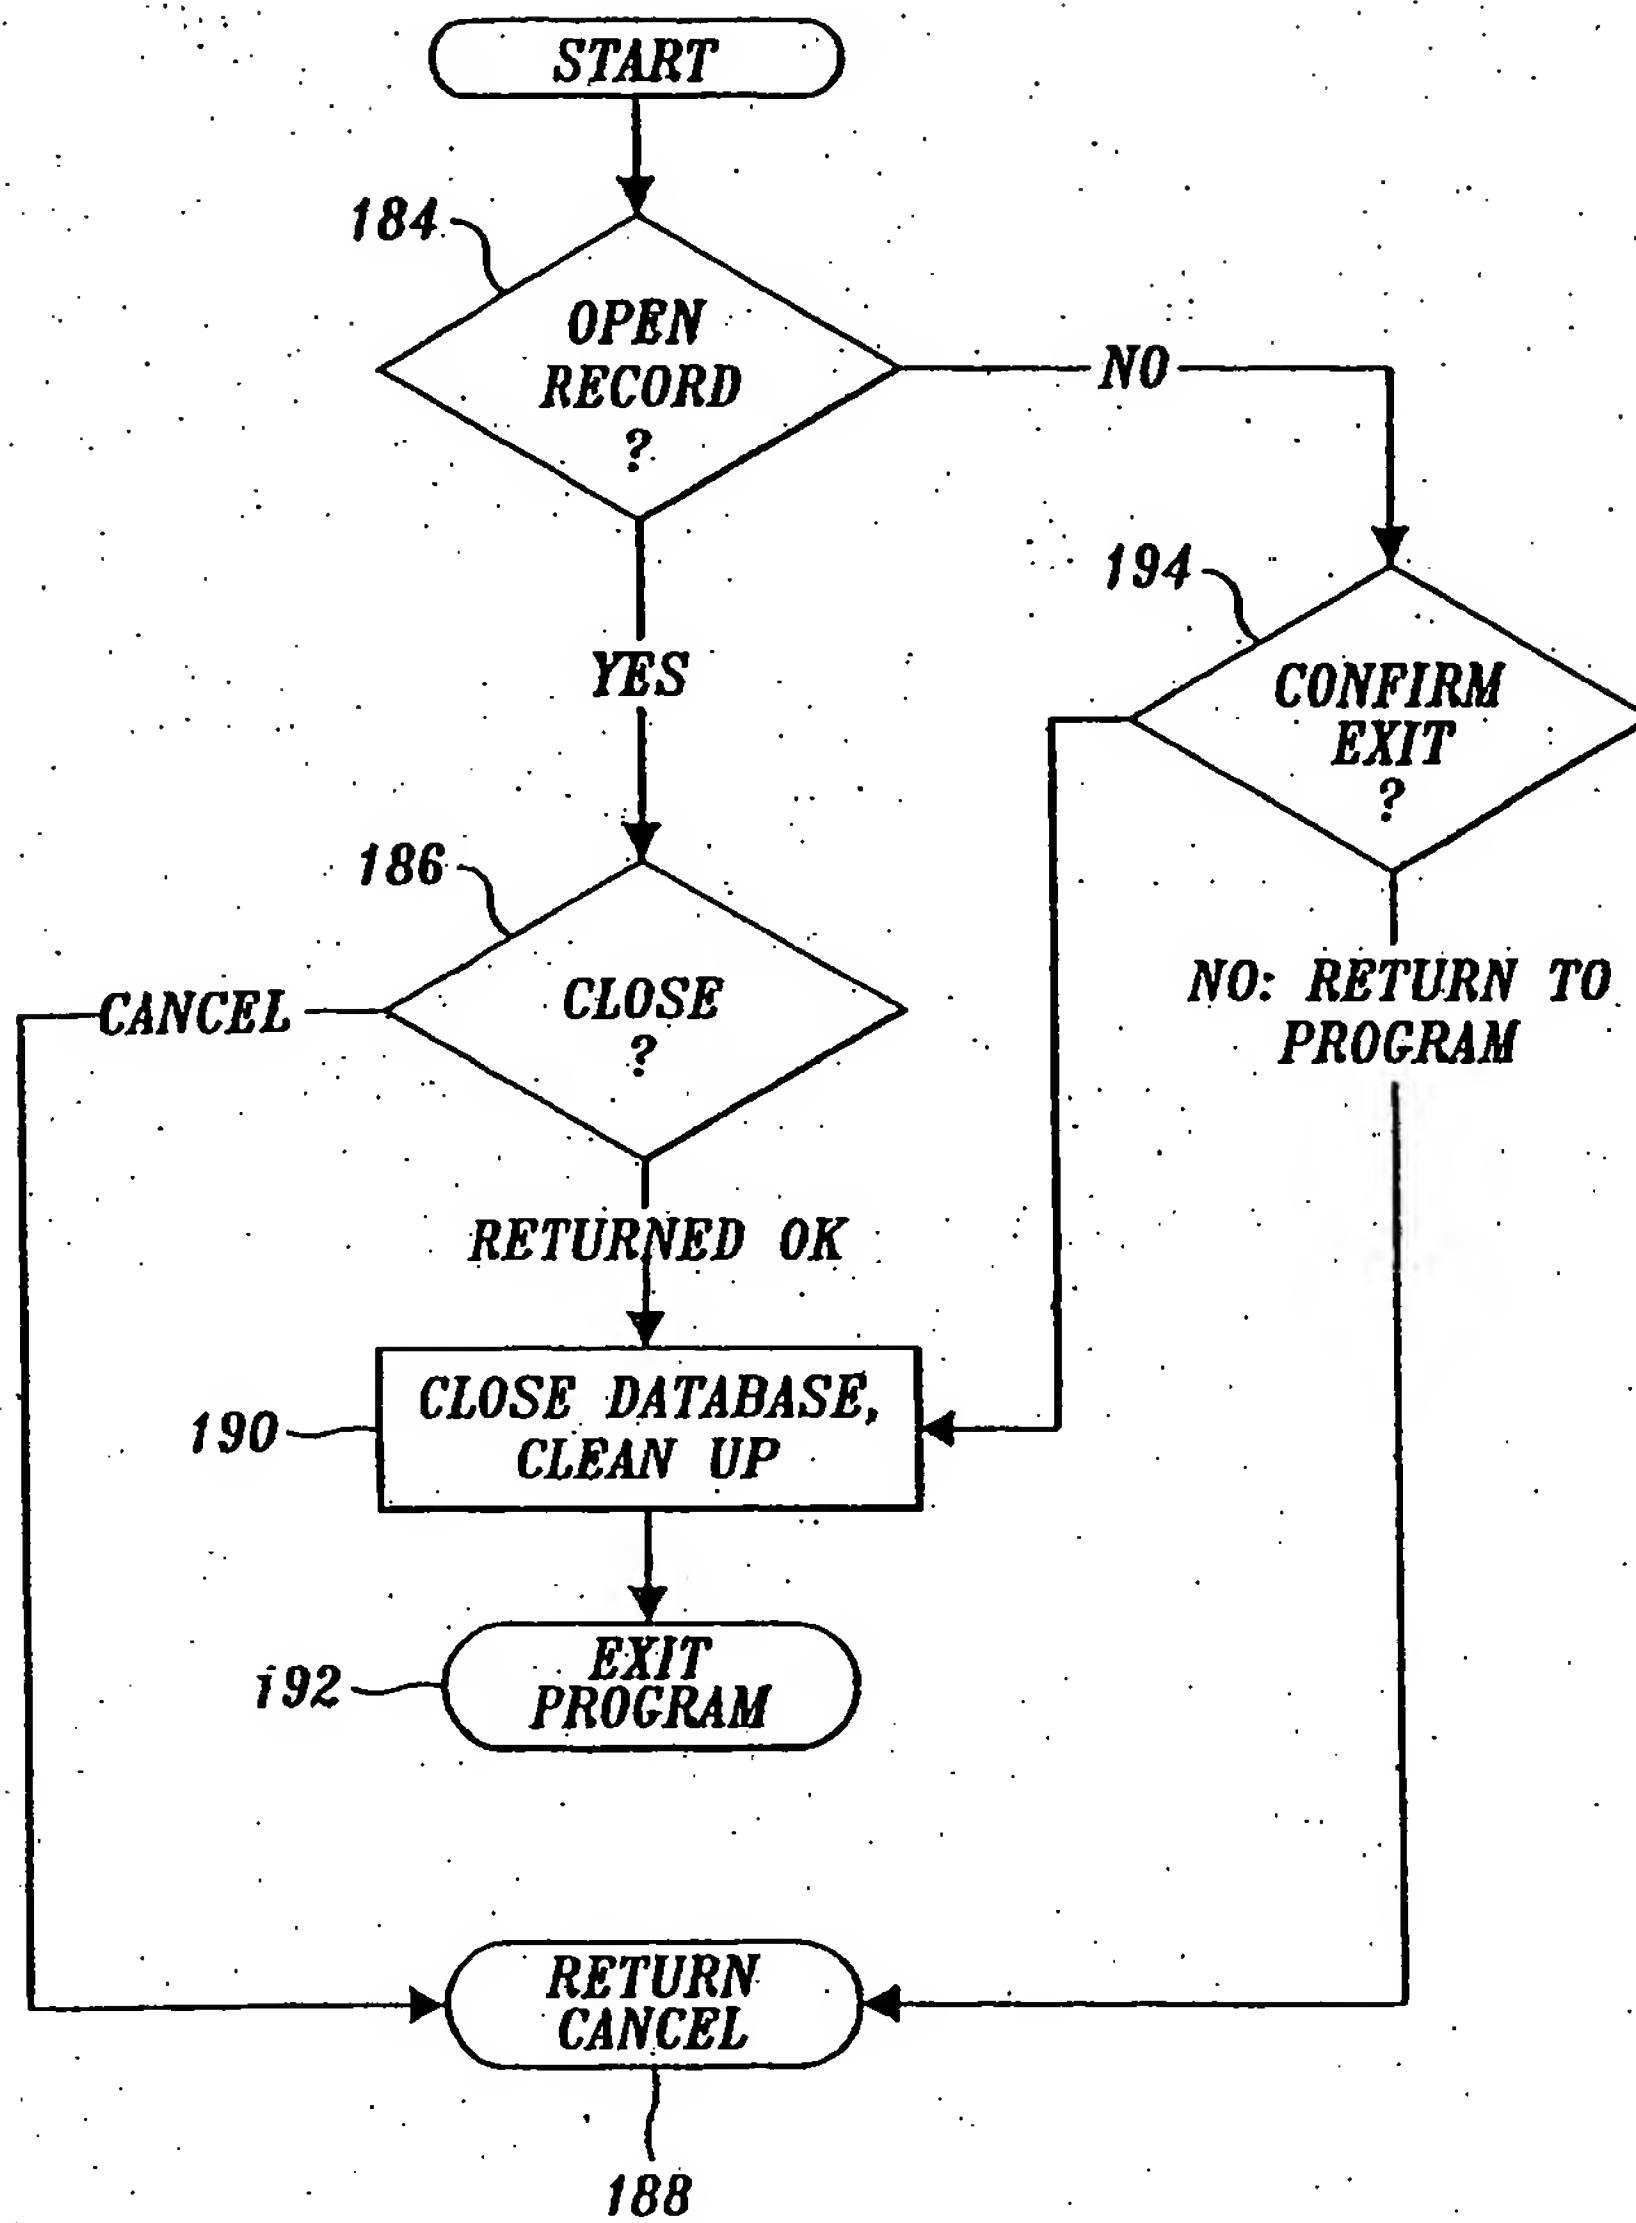 START
184
OPEN
RECORD
?
NO
194
YES
CONFIRM
EXIT
?
186
CLOSE
?
CANCEL
NO: RETURN TO
PROGRAM
RETURNED OK
190
CLOSE DATABASE,
CLEAN UP
192
EXIT
PROGRAM
RETURN
CANCEL
188